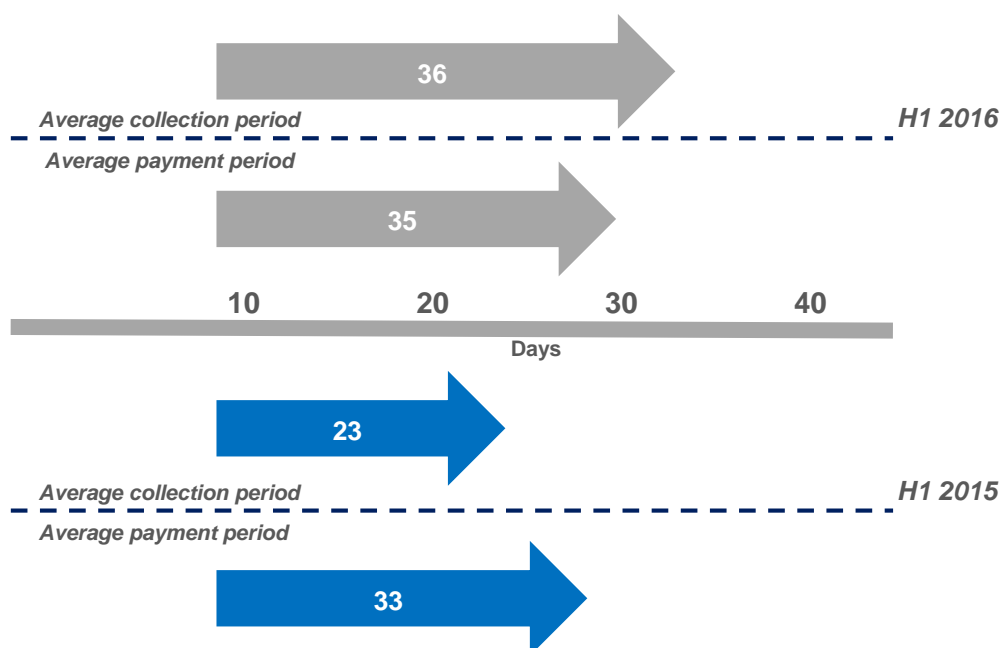 36
Average collection period
H1 2016
Average payment period
35
10 20 30 40
Days
23
Average collection period
H1 2015
Average payment period
33